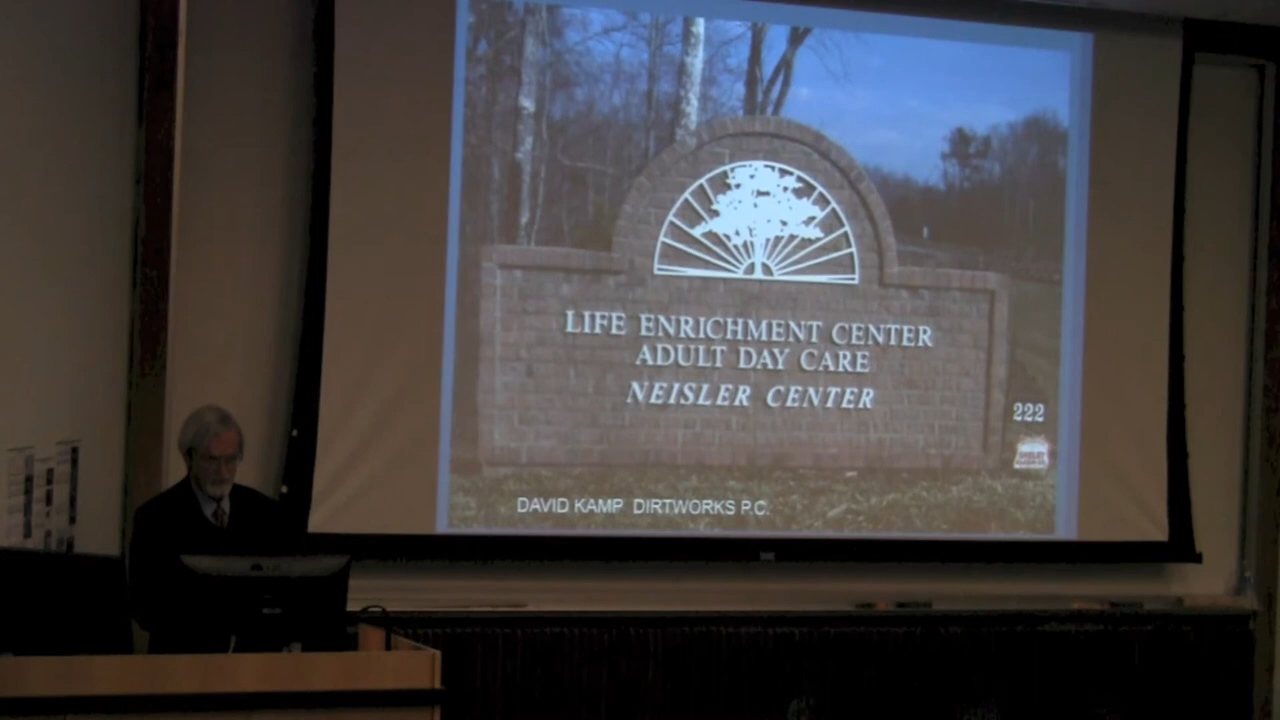 LIFE ENRICHMENT CENTER
ADULT DAY CARE
NEISLER CENTER
222
DAVID KAMP DIRTWORKS P.C.